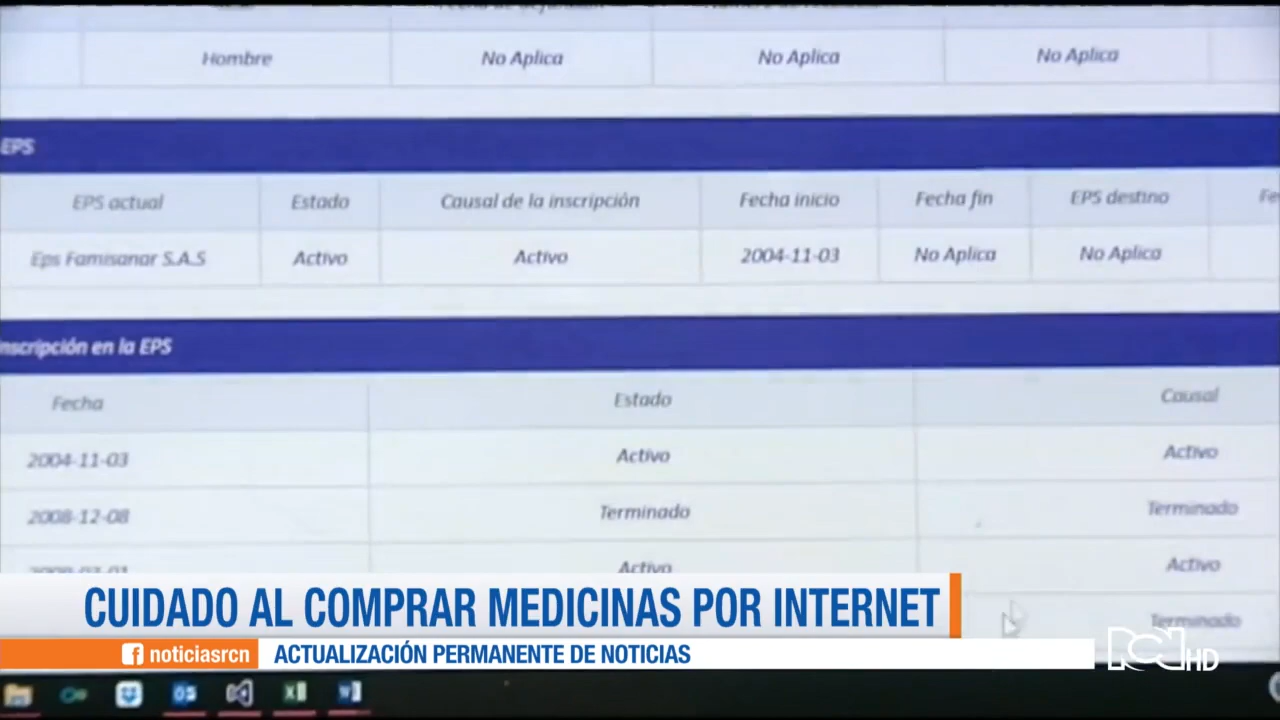 Hombre No Aplica No Aplica No Aplica
EPS
EPS actual Estado Causal de la inscripción Fecha inicio Fecha fin EPS destino Fe
Eps Famisanar S.A.S Activo Activo 2004-11-03 No Aplica No Aplica
Inscripción en la EPS
Fecha Estado Causal
2004-11-03 Activo Activo
2008-12-08 Terminado Terminado
Activo Activo
Terminado
CUIDADO AL COMPRAR MEDICINAS POR INTERNET
noticiasrcn ACTUALIZACIÓN PERMANENTE DE NOTICIAS
RCN HD